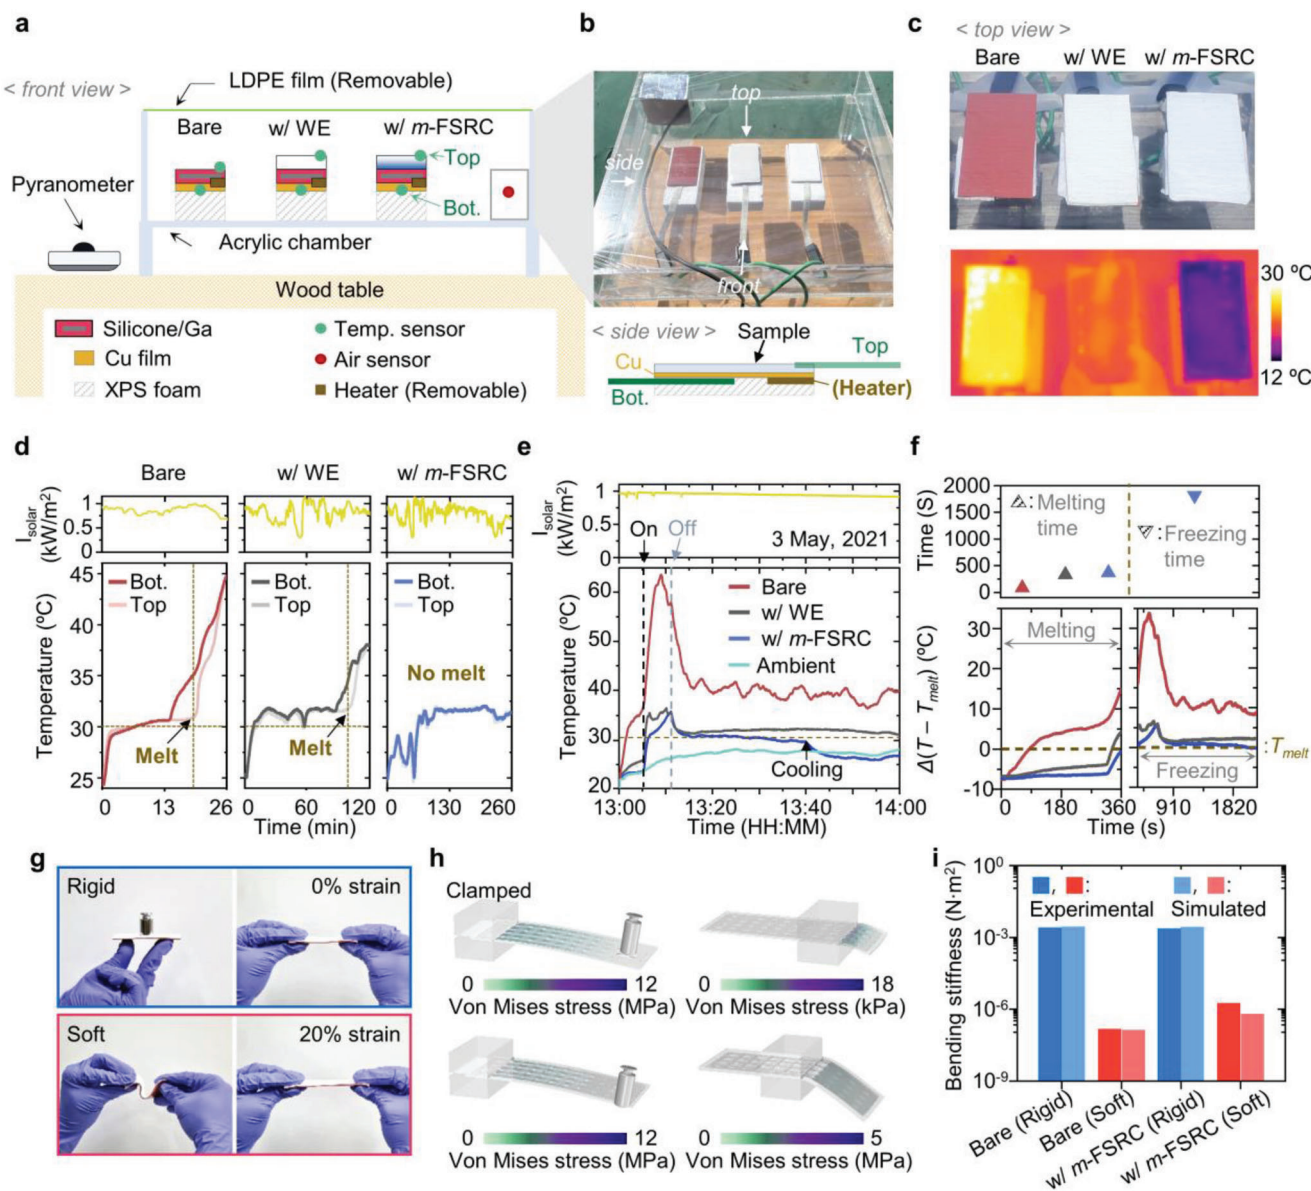 a
< front view >
LDPE film (Removable)
Bare
w/ WE
w/ m-FSRC
Top
Pyranometer
Bot.
Acrylic chamber
Wood table
Silicone/Ga
Temp. sensor
Cu film
Air sensor
XPS foam
Heater (Removable)
b
top
side
front
< side view >
Sample
Cu
Top
Bot.
(Heater)
c
< top view >
Bare
w/ WE
w/ m-FSRC
30 ºC
12 ºC
d
Bare
w/ WE
w/ m-FSRC
Isolar
(kW/m²)
1
0.5
0
Temperature (ºC)
45
40
35
30
25
Bot.
Top
Melt
Bot.
Top
Melt
Bot.
Top
No melt
0 13 26
0 60 120
0 130 260
Time (min)
e
Isolar
(kW/m²)
1
0.5
0
On
Off
3 May, 2021
Temperature (ºC)
60
50
40
30
20
Bare
w/ WE
w/ m-FSRC
Ambient
Cooling
13:00 13:20 13:40 14:00
Time (HH:MM)
f
Time (S)
2000
1500
1000
500
0
: Melting
time
: Freezing
time
Δ(T − Tmelt) (ºC)
30
20
10
0
-10
Melting
Freezing
: Tmelt
0 180 360
910 1820
Time (s)
g
Rigid
0% strain
Soft
20% strain
h
Clamped
0 12
Von Mises stress (MPa)
0 18
Von Mises stress (kPa)
0 12
Von Mises stress (MPa)
0 5
Von Mises stress (MPa)
i
Bending stiffness (N·m²)
10⁰
10⁻³
10⁻⁶
10⁻⁹
, :
Experimental
, :
Simulated
Bare (Rigid)
Bare (Soft)
w/ m-FSRC (Rigid)
w/ m-FSRC (Soft)